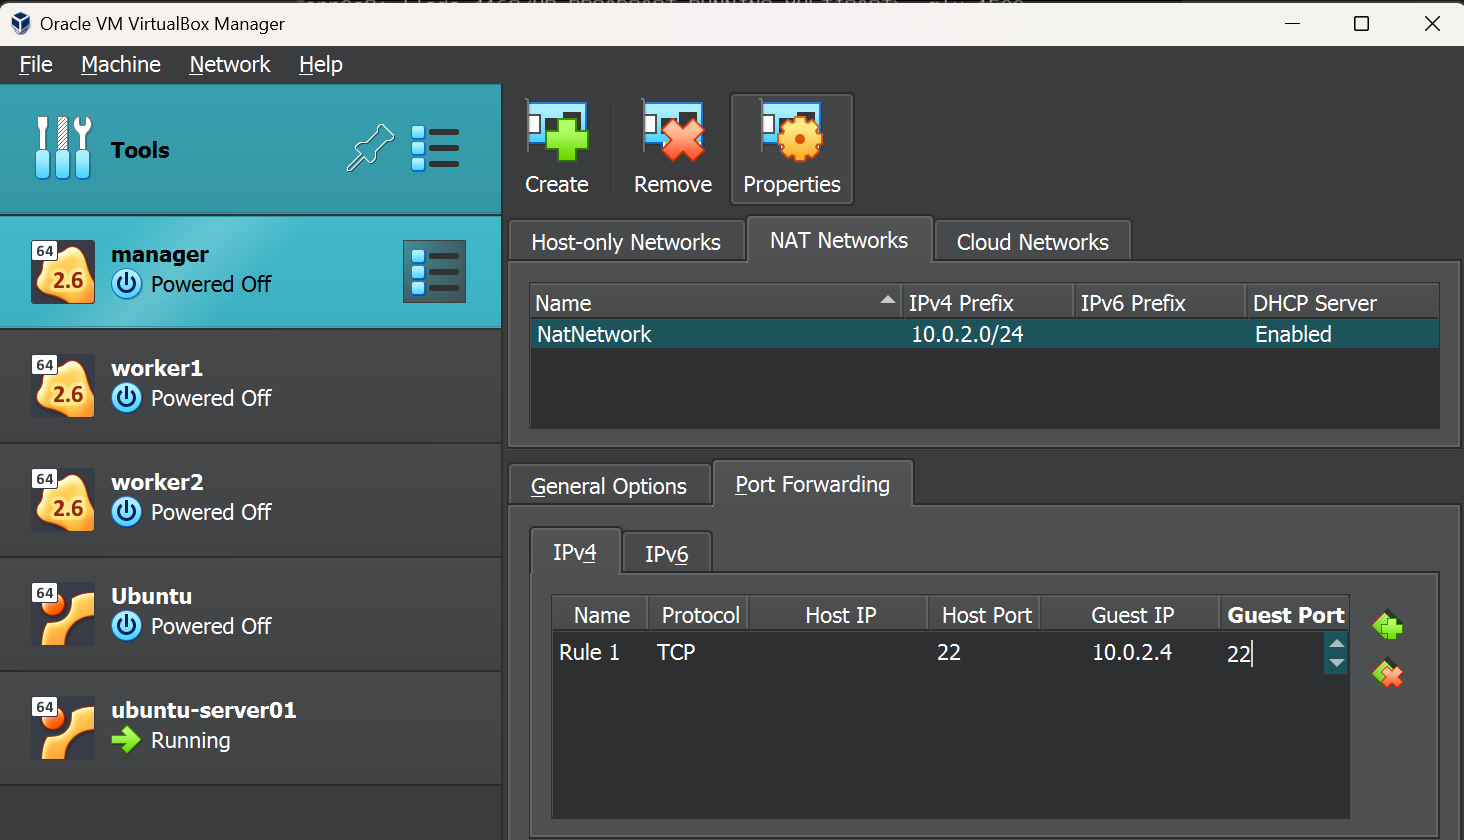 Oracle VM VirtualBox Manager
File Machine Network Help
Tools
64 2.6 manager
Powered Off
64 2.6 worker1
Powered Off
64 2.6 worker2
Powered Off
64 Ubuntu
Powered Off
64 ubuntu-server01
Running
Create Remove Properties
Host-only Networks NAT Networks Cloud Networks
Name IPv4 Prefix IPv6 Prefix DHCP Server
NatNetwork 10.0.2.0/24 Enabled
General Options Port Forwarding
IPv4 IPv6
Name Protocol Host IP Host Port Guest IP Guest Port
Rule 1 TCP 22 10.0.2.4 22